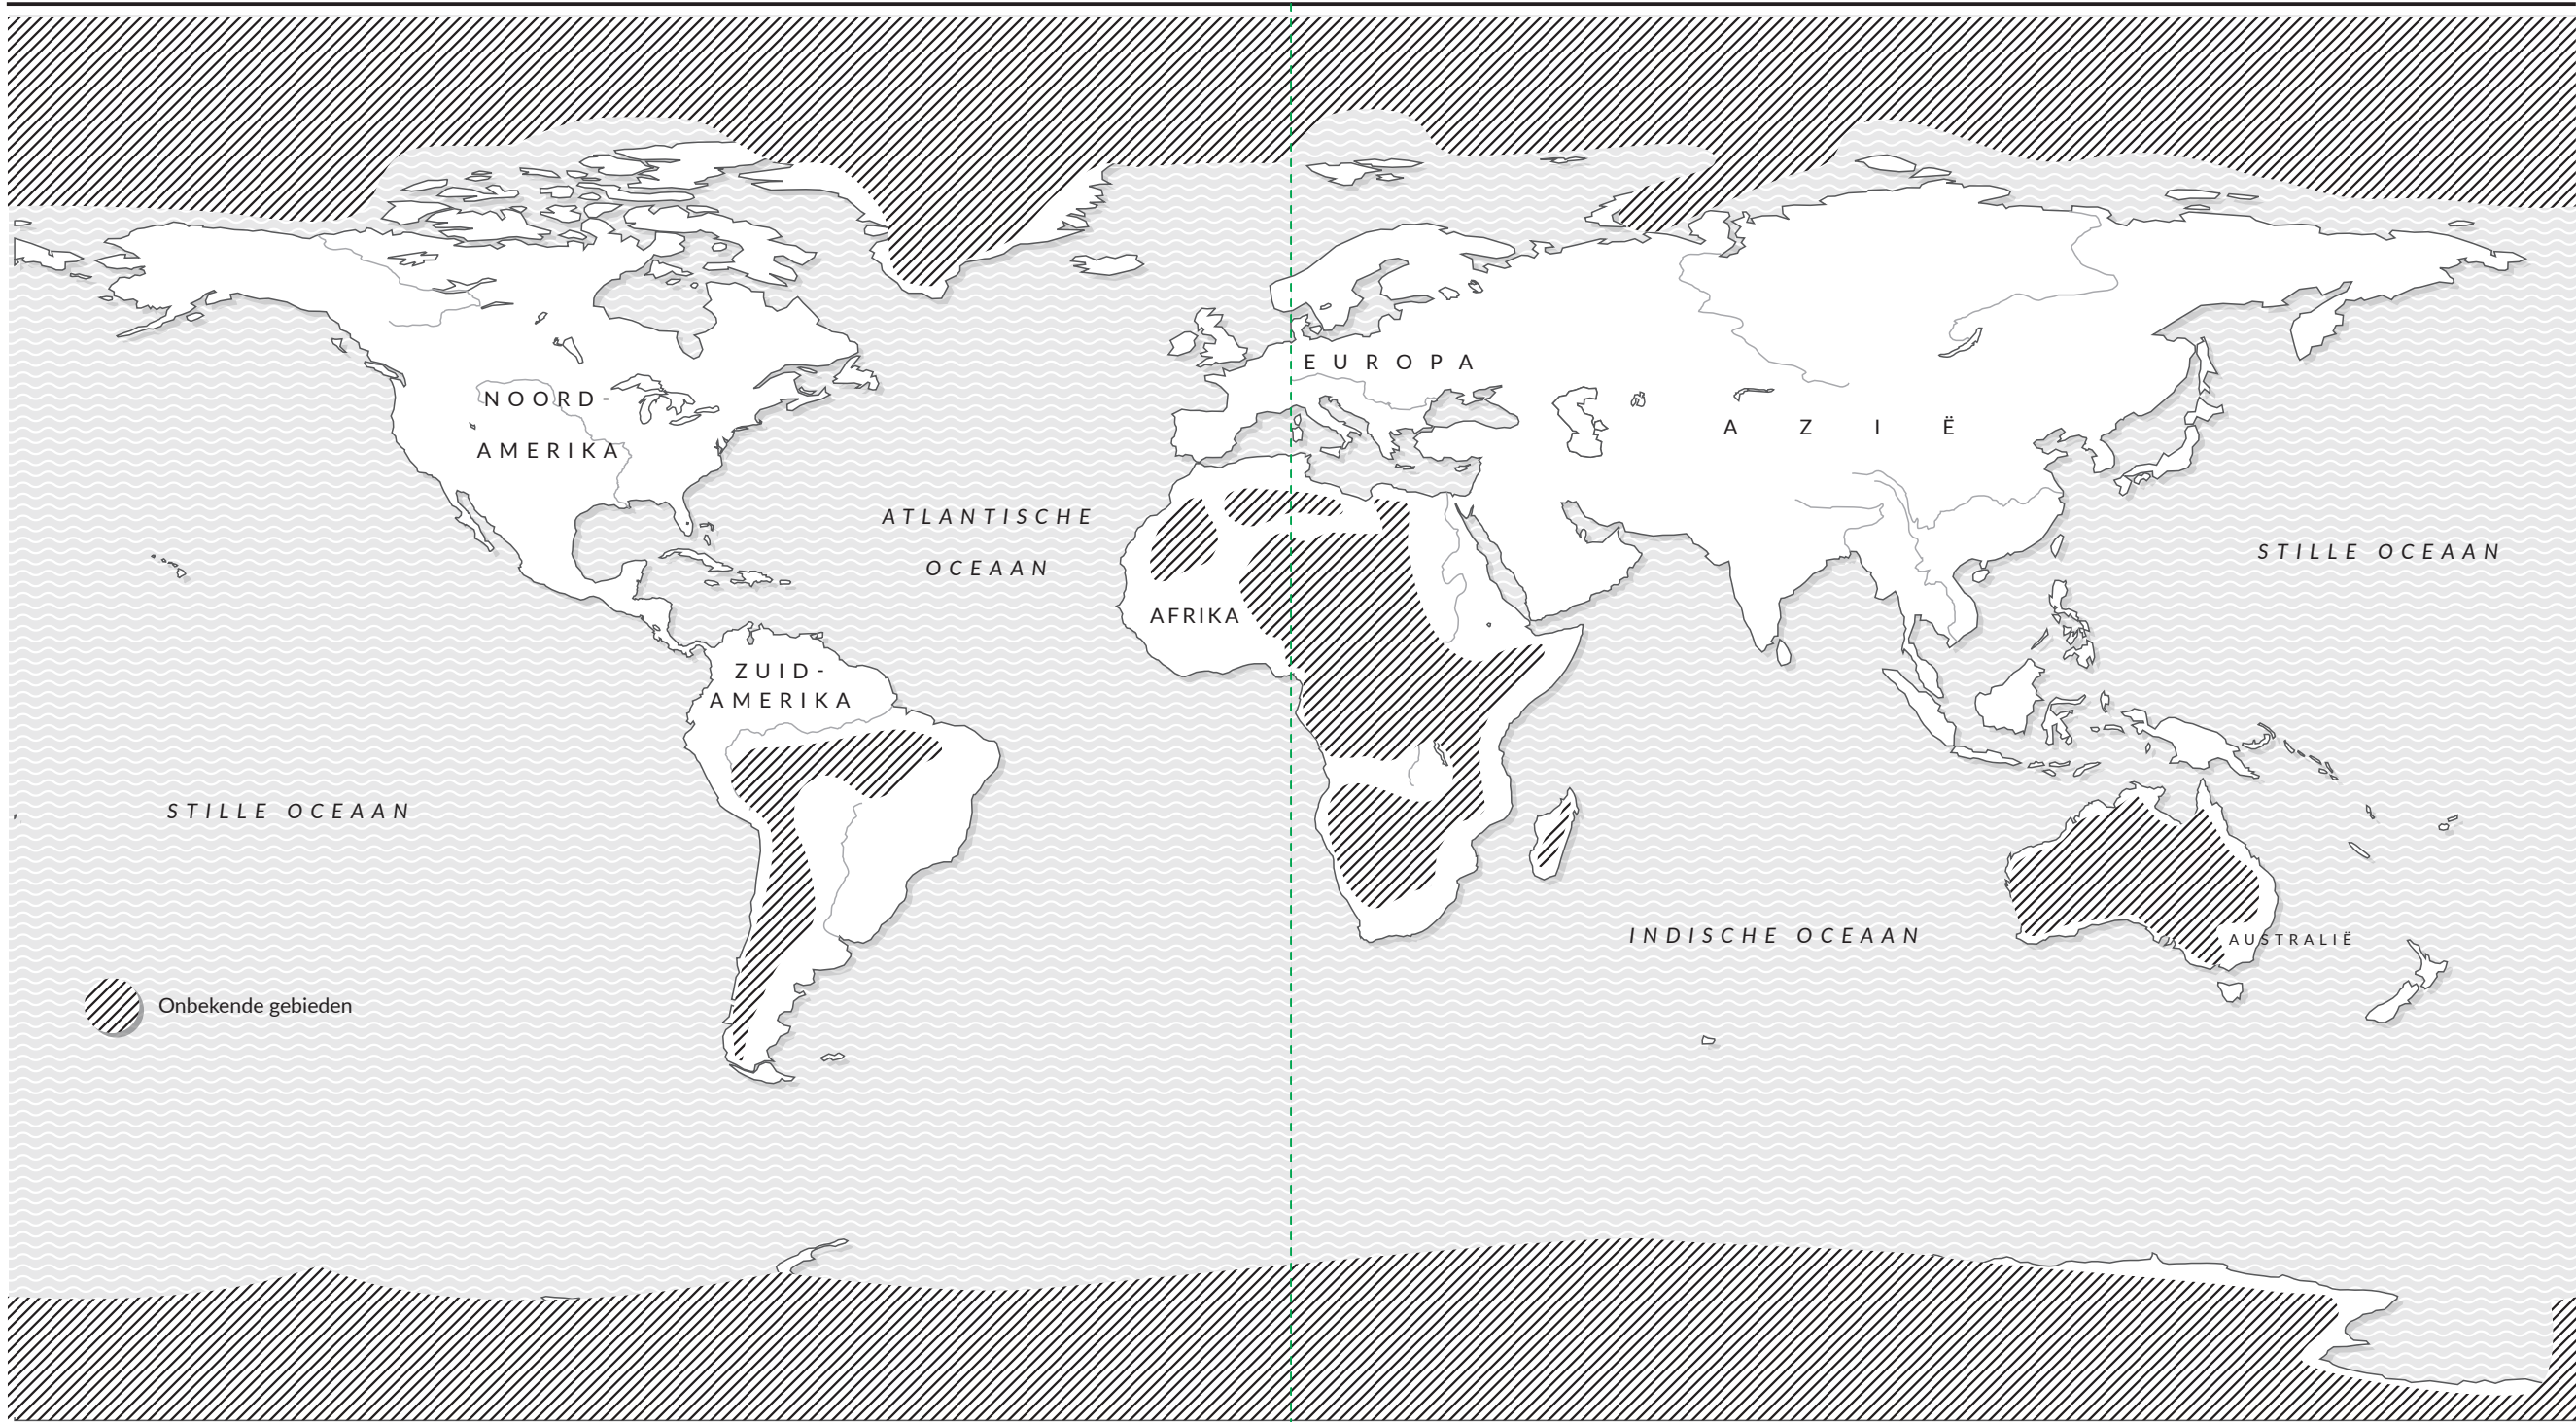 EUROPA
NOORD-
AMERIKA
AZIË
ATLANTISCHE
OCEAAN
STILLE OCEAAN
AFRIKA
ZUID-
AMERIKA
STILLE OCEAAN
INDISCHE OCEAAN
AUSTRALIË
Onbekende gebieden